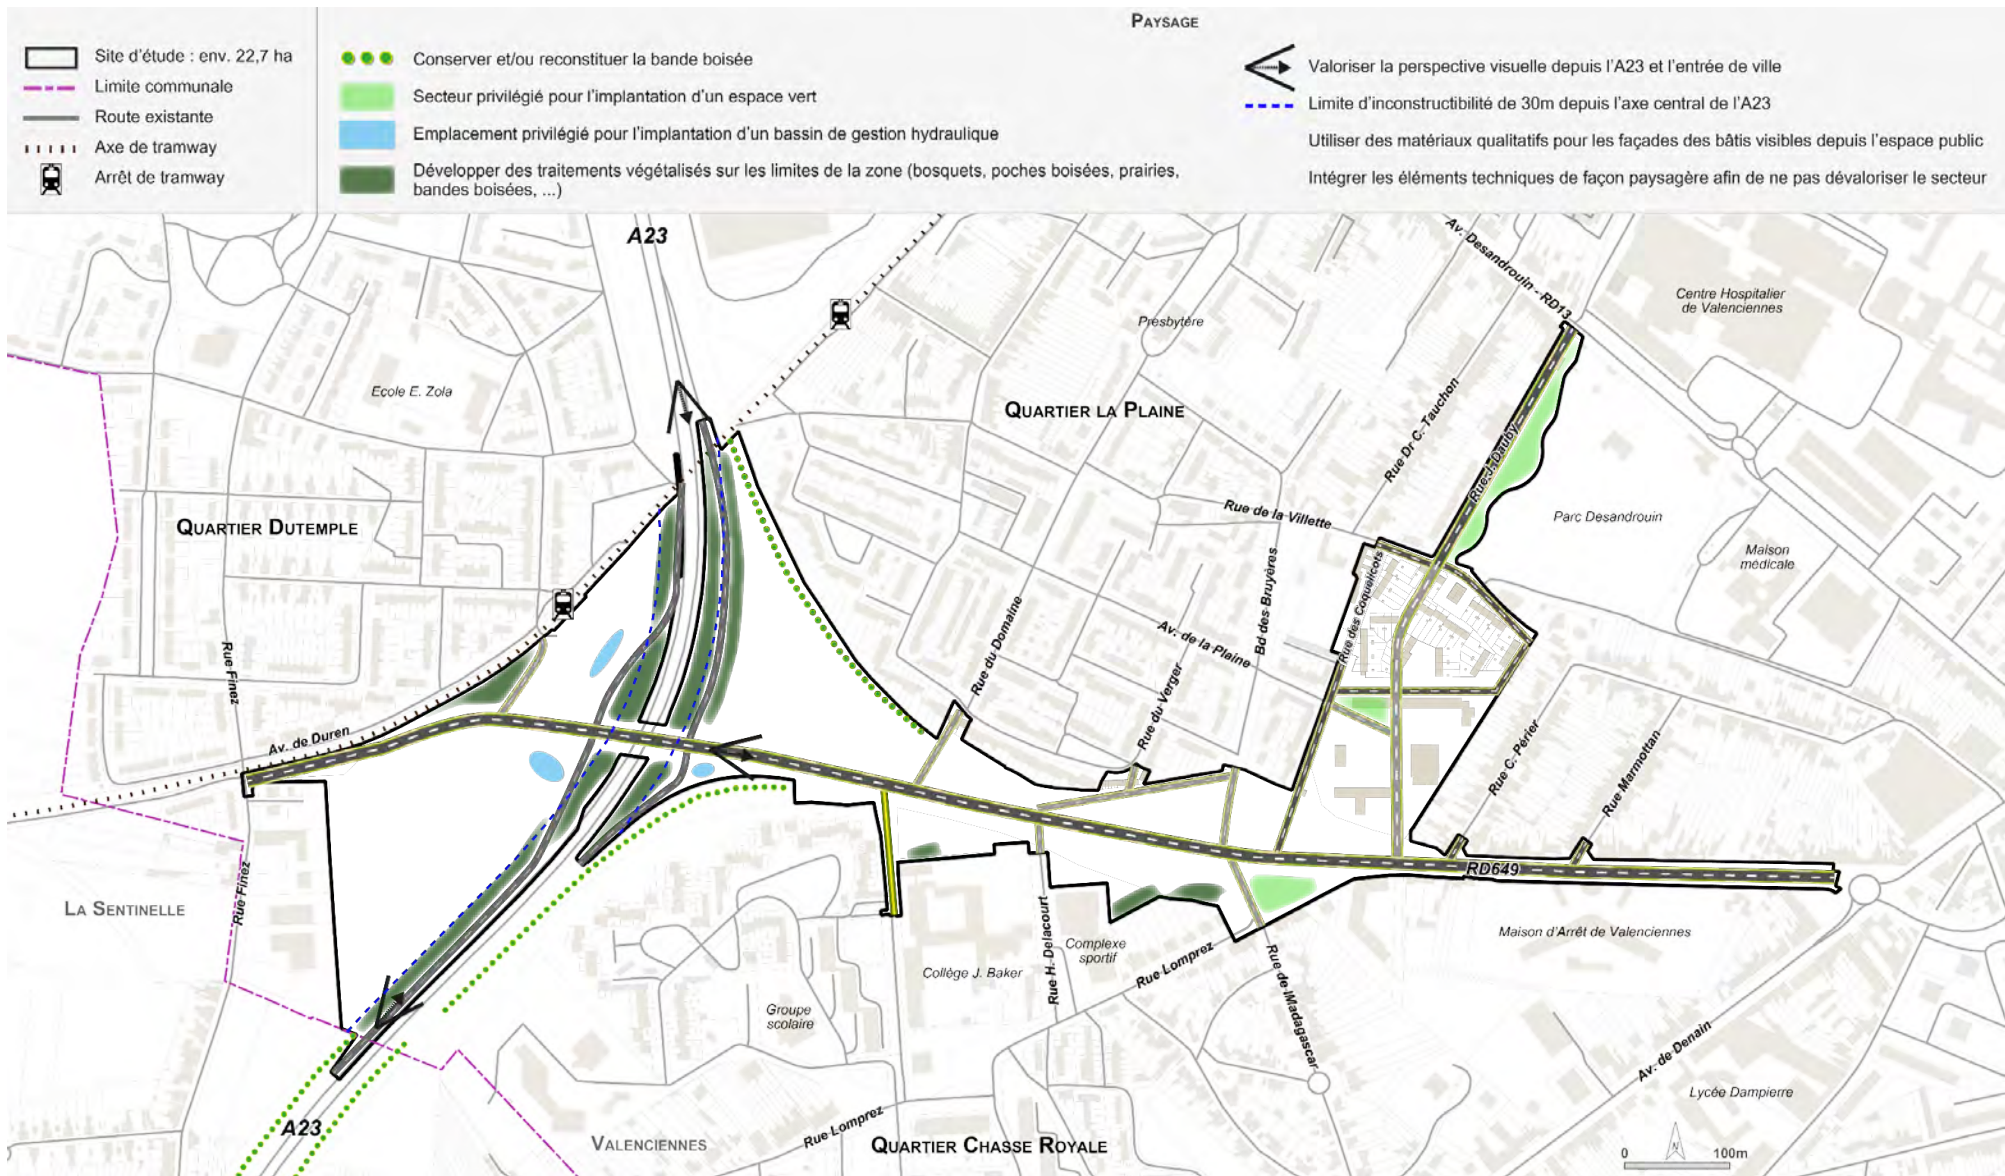 PAYSAGE
Site d'étude : env. 22,7 ha
Limite communale
Route existante
Axe de tramway
Arrêt de tramway
Conserver et/ou reconstituer la bande boisée
Secteur privilégié pour l'implantation d'un espace vert
Emplacement privilégié pour l'implantation d'un bassin de gestion hydraulique
Développer des traitements végétalisés sur les limites de la zone (bosquets, poches boisées, prairies,
bandes boisées, ...)
Valoriser la perspective visuelle depuis l'A23 et l'entrée de ville
Limite d'inconstructibilité de 30m depuis l'axe central de l'A23
Utiliser des matériaux qualitatifs pour les façades des bâtis visibles depuis l'espace public
Intégrer les éléments techniques de façon paysagère afin de ne pas dévaloriser le secteur
A23
Av. Desandrouin - RD13
Centre Hospitalier
de Valenciennes
Presbytère
Ecole E. Zola
QUARTIER LA PLAINE
Rue Dr C. Tauchon
Rue J. Dauby
QUARTIER DUTEMPLE
Rue de la Villette
Parc Desandrouin
Maison
médicale
Rue des Coquelicots
Bd des Bruyères
Rue du Domaine
Av. de la Plaine
Rue du Verger
Rue Finez
Av. de Duren
Rue C. Périer
Rue Marmottan
RD649
LA SENTINELLE
Rue Finez
Maison d'Arrêt de Valenciennes
Complexe
sportif
Rue H. Delacourt
Collège J. Baker
Rue Lomprez
Rue de Madagascar
Groupe
scolaire
Av. de Denain
Lycée Dampierre
A23
VALENCIENNES
Rue Lomprez
QUARTIER CHASSE ROYALE
N
0 100m